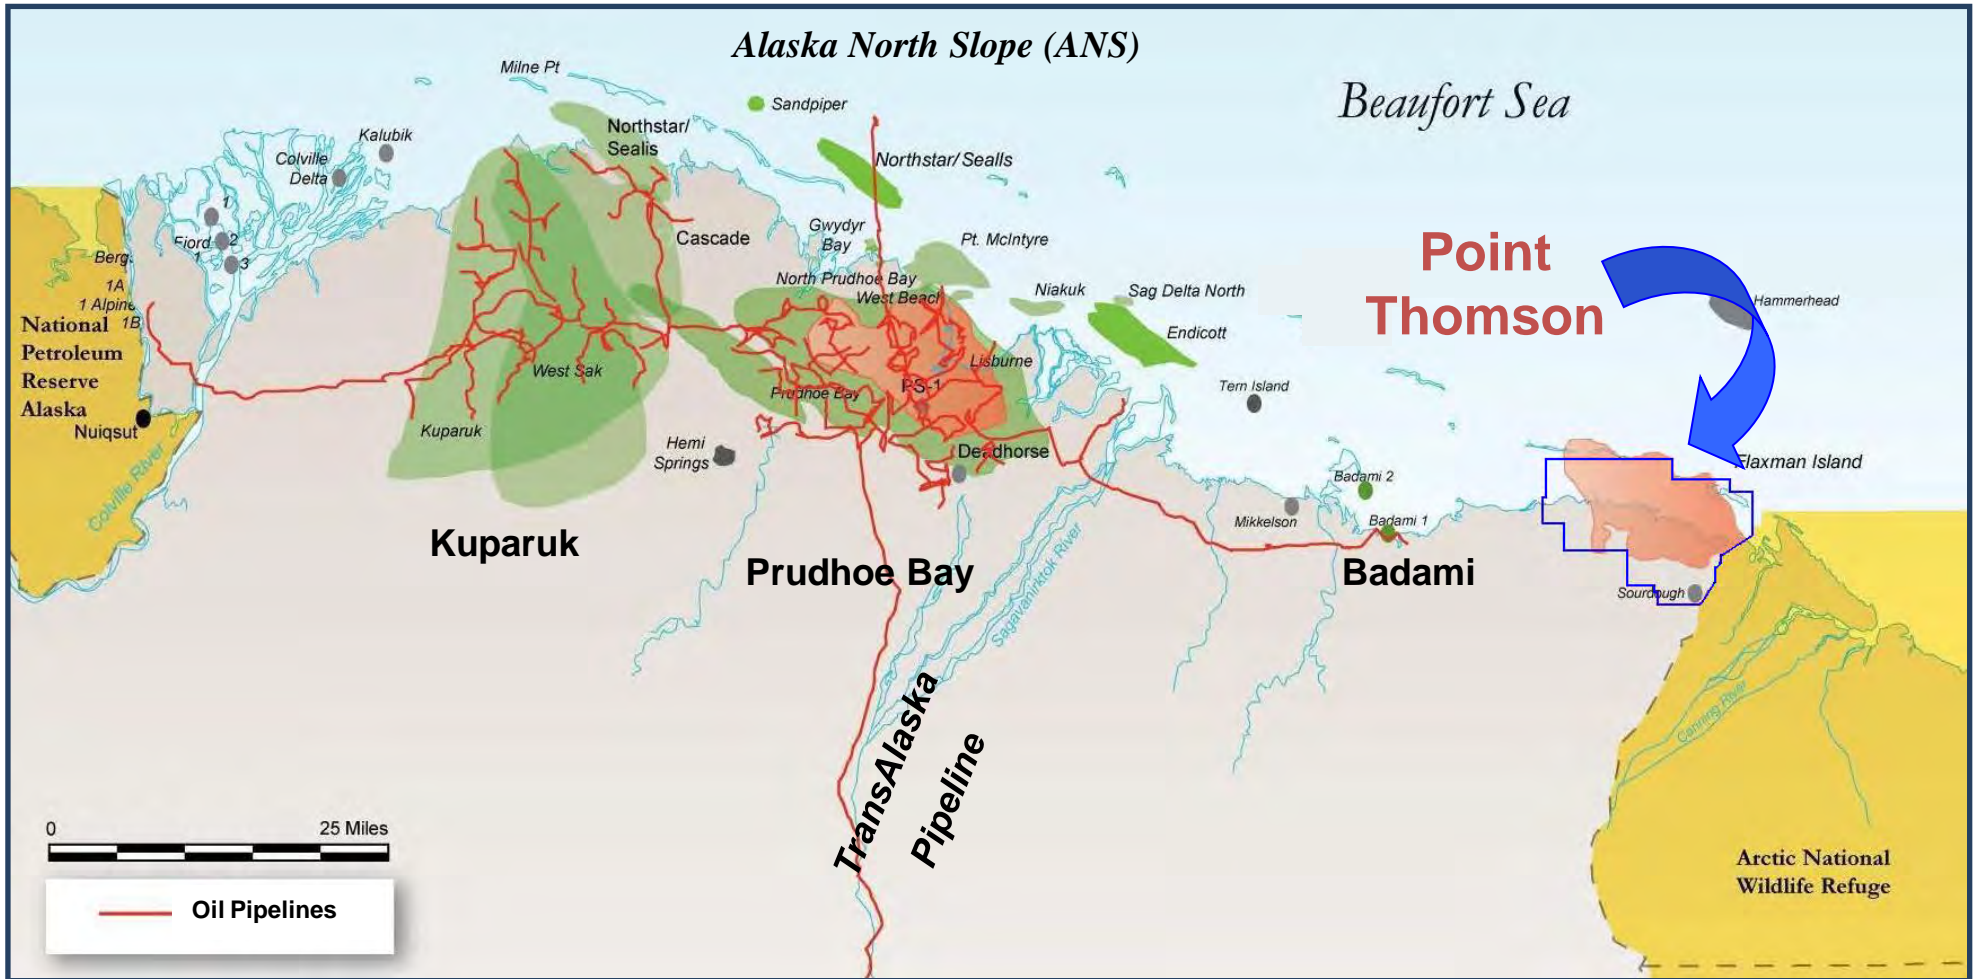 Alaska North Slope (ANS)
Beaufort Sea
Milne Pt
Sandpiper
Northstar/
Sealis
Kalubik
Colville
Delta
Northstar/Sealls
1
Fiord 2
1
3
Berg
1A
1 Alpine
1B
Cascade
Gwydyr
Bay
Pt. McIntyre
North Prudhoe Bay
West Beach
Niakuk
Sag Delta North
Endicott
Point
Thomson
Hammerhead
National
Petroleum
Reserve
Alaska
Nuiqsut
Colville River
West Sak
Kuparuk
Prudhoe Bay
PS-1
Lisburne
Tern Island
Hemi
Springs
Deadhorse
Flaxman Island
Badami 2
Mikkelson
Badami 1
Kuparuk
Prudhoe Bay
Badami
Sourdough
Sagavanirktok River
TransAlaska
Pipeline
Canning River
0 25 Miles
Oil Pipelines
Arctic National
Wildlife Refuge